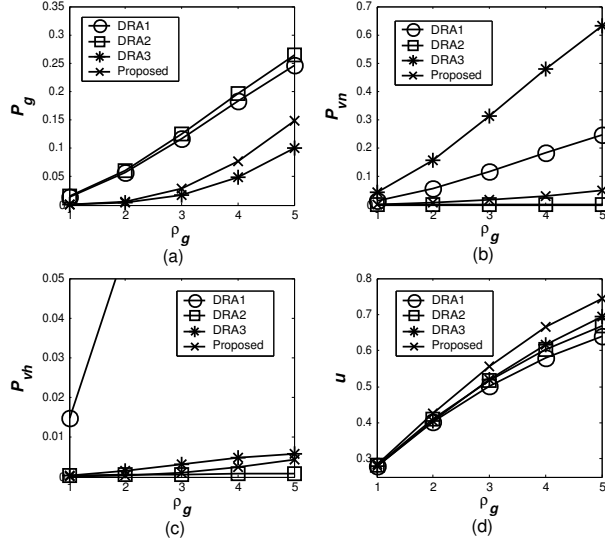 0.35
0.3
0.25
0.2
0.15
0.1
0.05
0
P_g
DRA1
DRA2
DRA3
Proposed
1 2 3 4 5
ρ_g
(a)
0.7
0.6
0.5
0.4
0.3
0.2
0.1
0
P_vn
DRA1
DRA2
DRA3
Proposed
1 2 3 4 5
ρ_g
(b)
0.05
0.04
0.03
0.02
0.01
0
P_vh
DRA1
DRA2
DRA3
Proposed
1 2 3 4 5
ρ_g
(c)
0.8
0.7
0.6
0.5
0.4
0.3
u
DRA1
DRA2
DRA3
Proposed
1 2 3 4 5
ρ_g
(d)